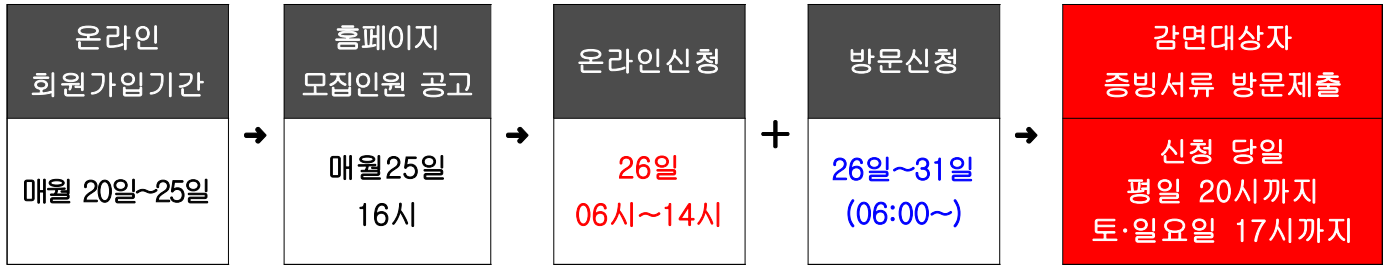 온라인
회원가입기간
매월 20일~25일
➜
홈페이지
모집인원 공고
매월25일
16시
➜
온라인신청
26일
06시~14시
+
방문신청
26일~31일
(06:00~)
➜
감면대상자
증빙서류 방문제출
신청 당일
평일 20시까지
토·일요일 17시까지